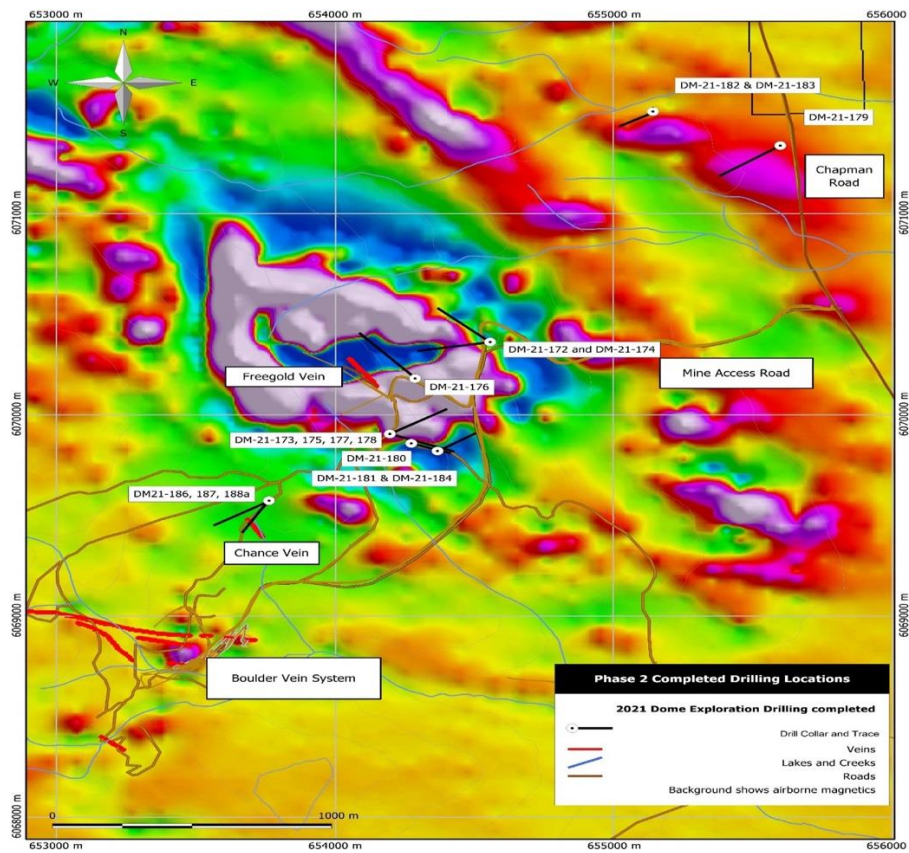 653000 m
654000 m
655000 m
656000 m
N
W
E
S
DM-21-182 & DM-21-183
DM-21-179
Chapman
Road
6071000 m
6071000 m
DM-21-172 and DM-21-174
Freegold Vein
Mine Access Road
DM-21-176
6070000 m
6070000 m
DM-21-173, 175, 177, 178
DM-21-180
DM-21-181 & DM-21-184
DM21-186, 187, 188a
Chance Vein
6069000 m
6069000 m
Boulder Vein System
Phase 2 Completed Drilling Locations
2021 Dome Exploration Drilling completed
Drill Collar and Trace
Veins
Lakes and Creeks
Roads
Background shows airborne magnetics
6068000 m
6068000 m
0
1000 m
653000 m
654000 m
655000 m
656000 m